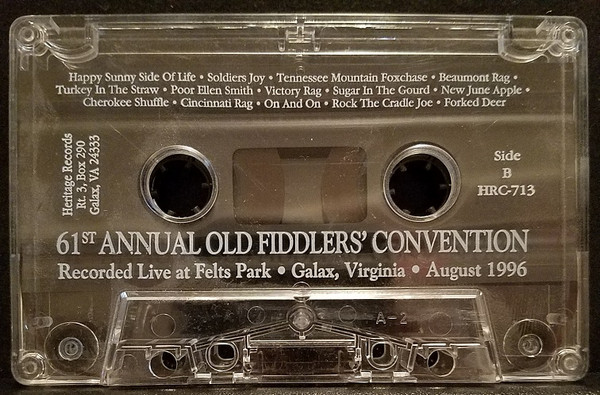 Happy Sunny Side Of Life • Soldiers Joy • Tennessee Mountain Foxchase • Beaumont Rag •
Turkey In The Straw • Poor Ellen Smith • Victory Rag • Sugar In The Gourd • New June Apple •
Cherokee Shuffle • Cincinnati Rag • On And On • Rock The Cradle Joe • Forked Deer
Heritage Records
Rt. 3, Box 290
Galax, VA 24333
Side
B
HRC-713
61ST ANNUAL OLD FIDDLERS' CONVENTION
Recorded Live at Felts Park • Galax, Virginia • August 1996
A-2